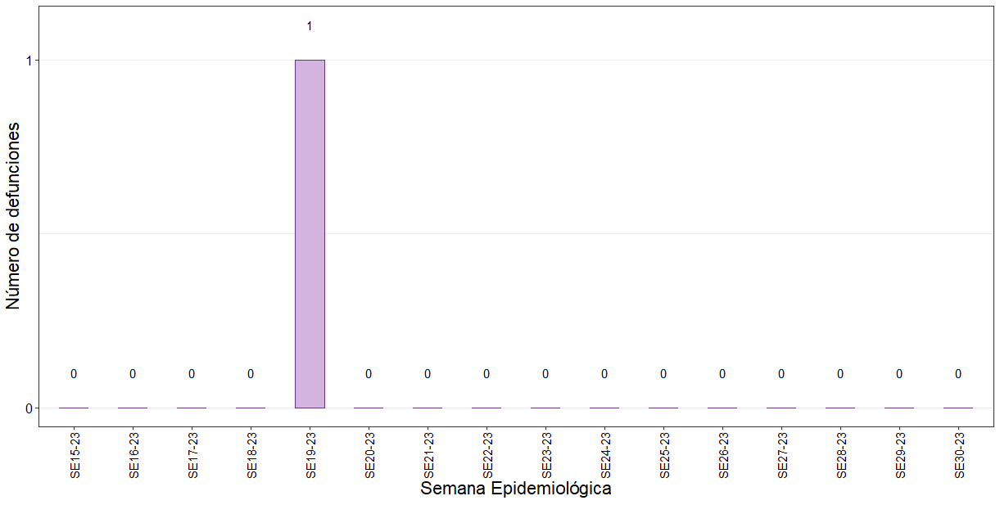 1
1
Número de defunciones
0 0 0 0 0 0 0 0 0 0 0 0 0 0 0
0
SE15-23 SE16-23 SE17-23 SE18-23 SE19-23 SE20-23 SE21-23 SE22-23 SE23-23 SE24-23 SE25-23 SE26-23 SE27-23 SE28-23 SE29-23 SE30-23
Semana Epidemiológica